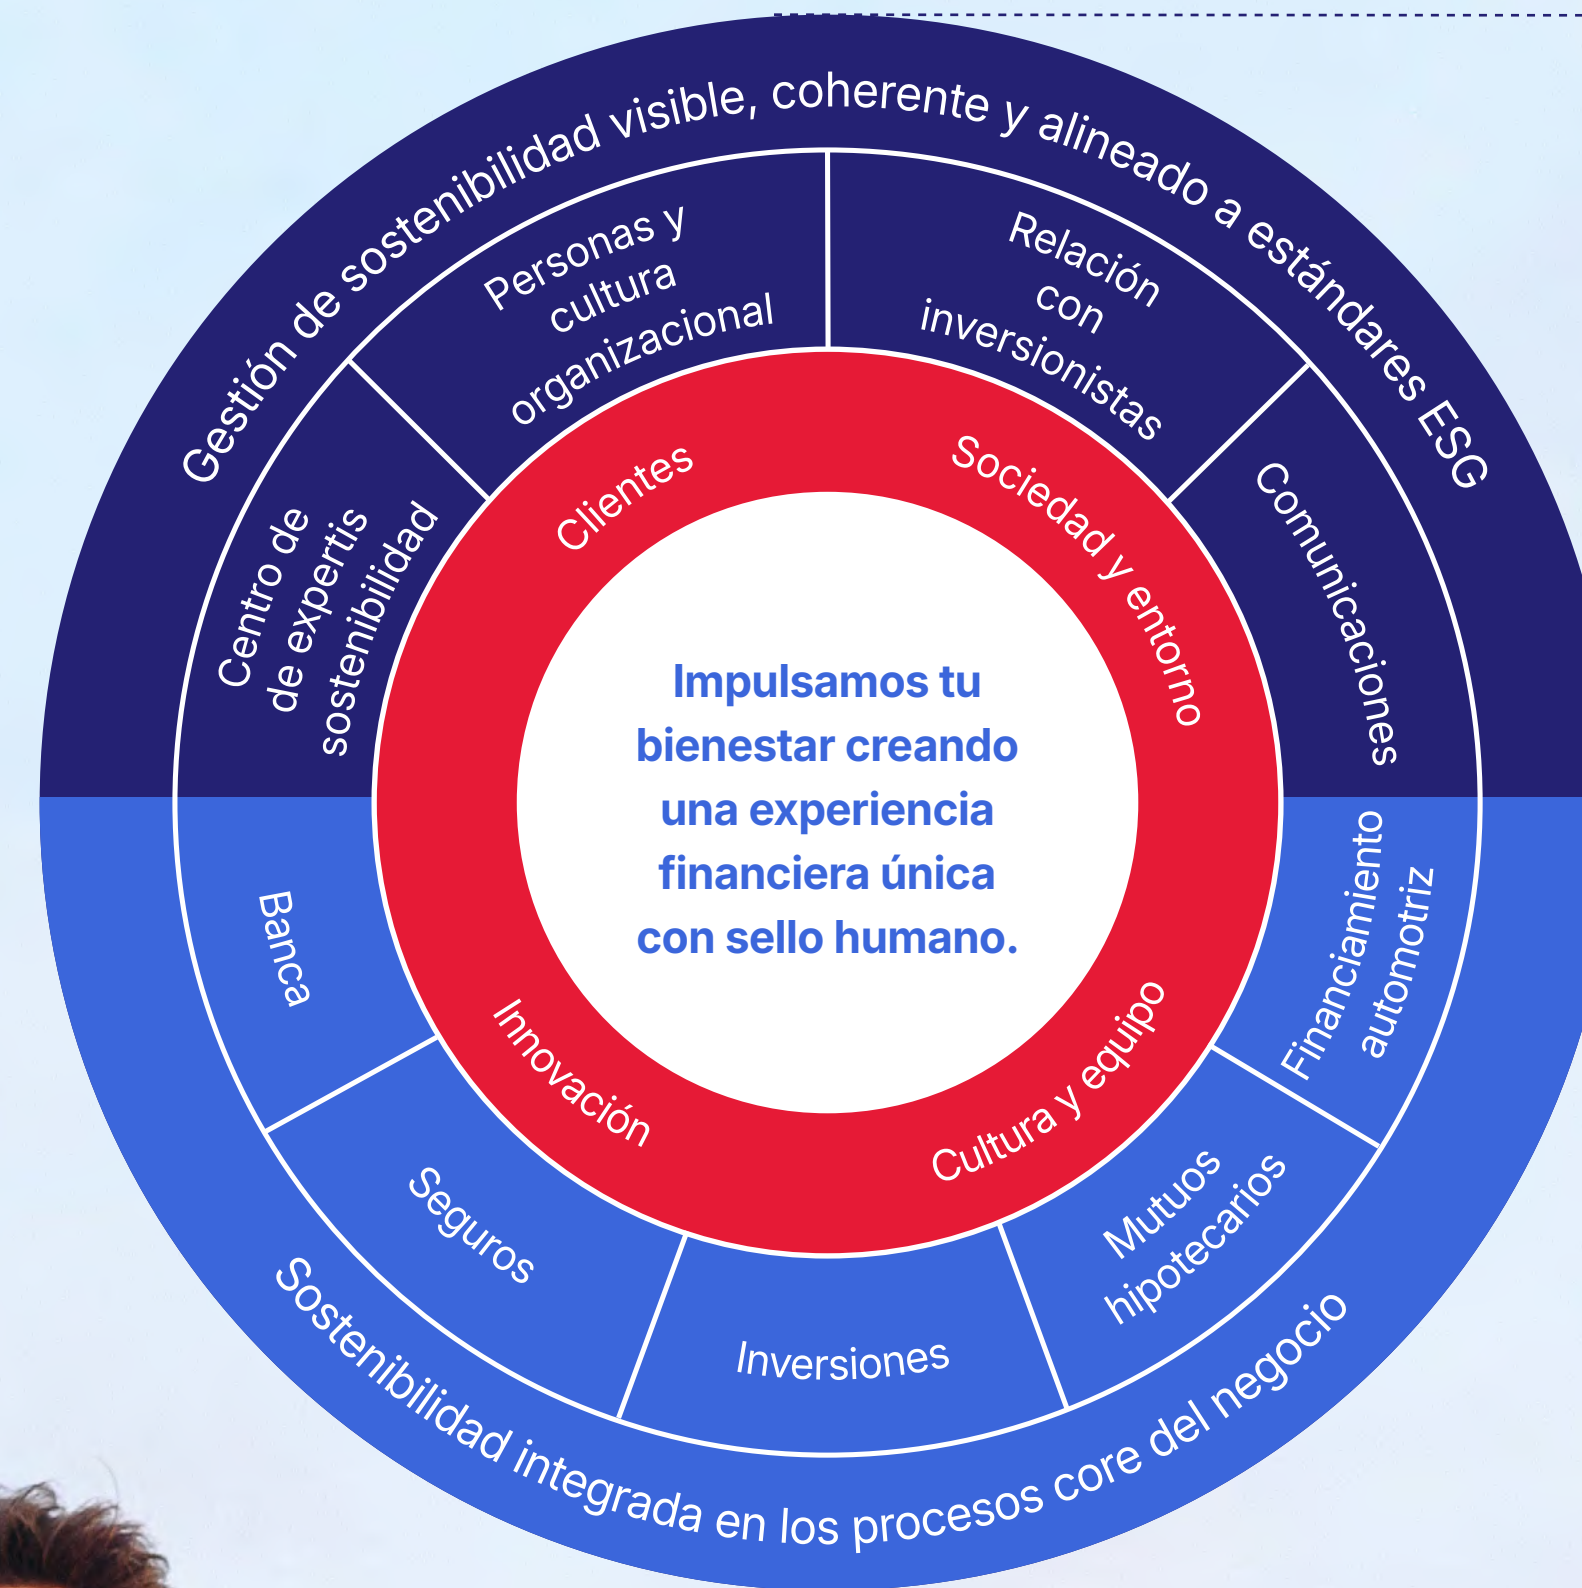 Gestión de sostenibilidad visible, coherente y alineado a estándares ESG
Centro de
de expertis
sostenibilidad
Personas y
cultura
organizacional
Relación
con
inversionistas
Comunicaciones
Clientes
Sociedad y entorno
Impulsamos tu
bienestar creando
una experiencia
financiera única
con sello humano.
Innovación
Cultura y equipo
Banca
Seguros
Inversiones
Mutuos
hipotecarios
Financiamiento
automotriz
Sostenibilidad integrada en los procesos core del negocio